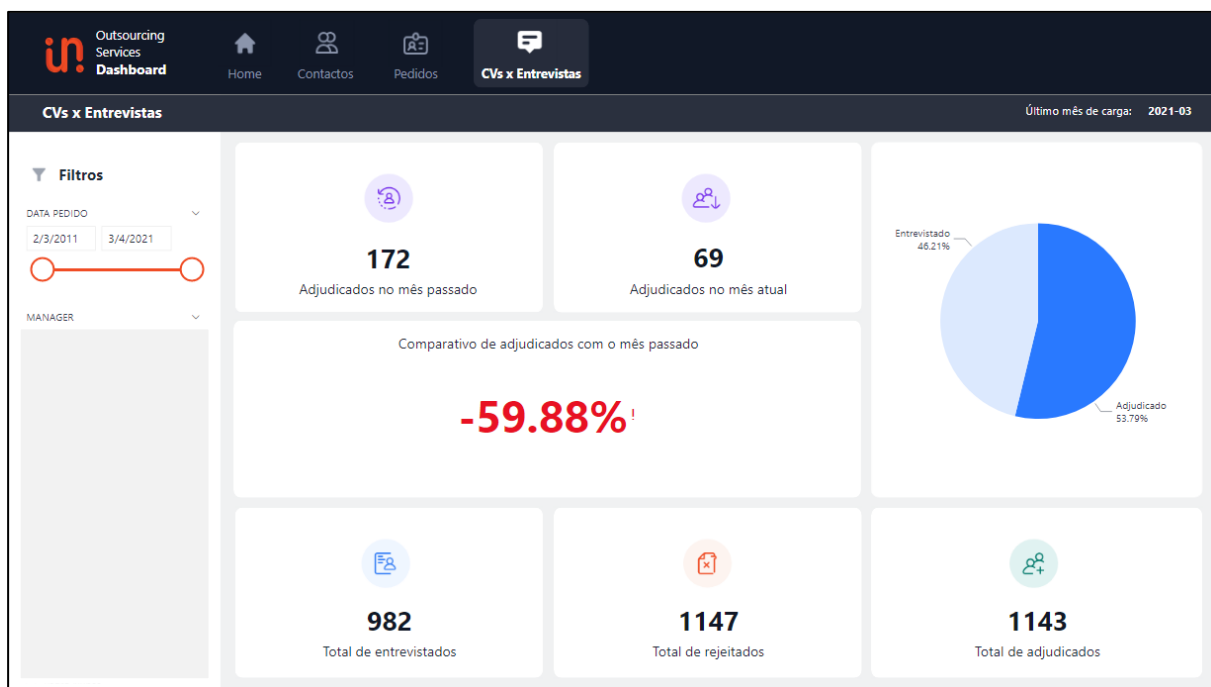 in!
Outsourcing
Services
Dashboard
Home
Contactos
Pedidos
CVs x Entrevistas
CVs x Entrevistas
Último mês de carga: 2021-03
Filtros
DATA PEDIDO
2/3/2011
3/4/2021
MANAGER
172
Adjudicados no mês passado
69
Adjudicados no mês atual
Comparativo de adjudicados com o mês passado
-59.88%!
Entrevistado
46.21%
Adjudicado
53.79%
982
Total de entrevistados
1147
Total de rejeitados
1143
Total de adjudicados